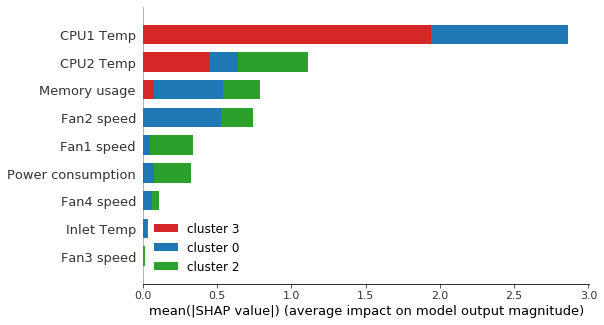 CPU1 Temp
CPU2 Temp
Memory usage
Fan2 speed
Fan1 speed
Power consumption
Fan4 speed
Inlet Temp
Fan3 speed
cluster 3
cluster 0
cluster 2
0.0 0.5 1.0 1.5 2.0 2.5 3.0
mean(|SHAP value|) (average impact on model output magnitude)